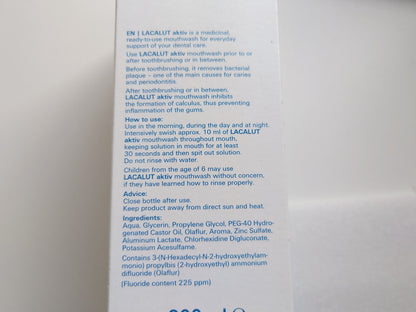 EN | LACALUT aktiv is a medicinal,
ready-to-use mouthwash for everyday
support of your dental care.
Use LACALUT aktiv mouthwash prior to or
after toothbrushing or in between.
Before toothbrushing, it removes bacterial
plaque – one of the main causes for caries
and periodontitis.
After toothbrushing or in between,
LACALUT aktiv mouthwash inhibits
the formation of calculus, thus preventing
inflammation of the gums.
How to use:
Use in the morning, during the day and at night.
Intensively swish approx. 10 ml of LACALUT
aktiv mouthwash throughout mouth,
keeping solution in mouth for at least
30 seconds and then spit out solution.
Do not rinse with water.
Children from the age of 6 may use
LACALUT aktiv mouthwash without concern,
if they have learned how to rinse properly.
Advice:
Close bottle after use.
Keep product away from direct sun and heat.
Ingredients:
Aqua, Glycerin, Propylene Glycol, PEG-40 Hydro-
genated Castor Oil, Olaflur, Aroma, Zinc Sulfate,
Aluminum Lactate, Chlorhexidine Digluconate,
Potassium Acesulfame.
Contains 3-(N-Hexadecyl-N-2-hydroxyethylam-
monio) propylbis (2-hydroxyethyl) ammonium
difluoride (Olaflur)
(Fluoride content 225 ppm)